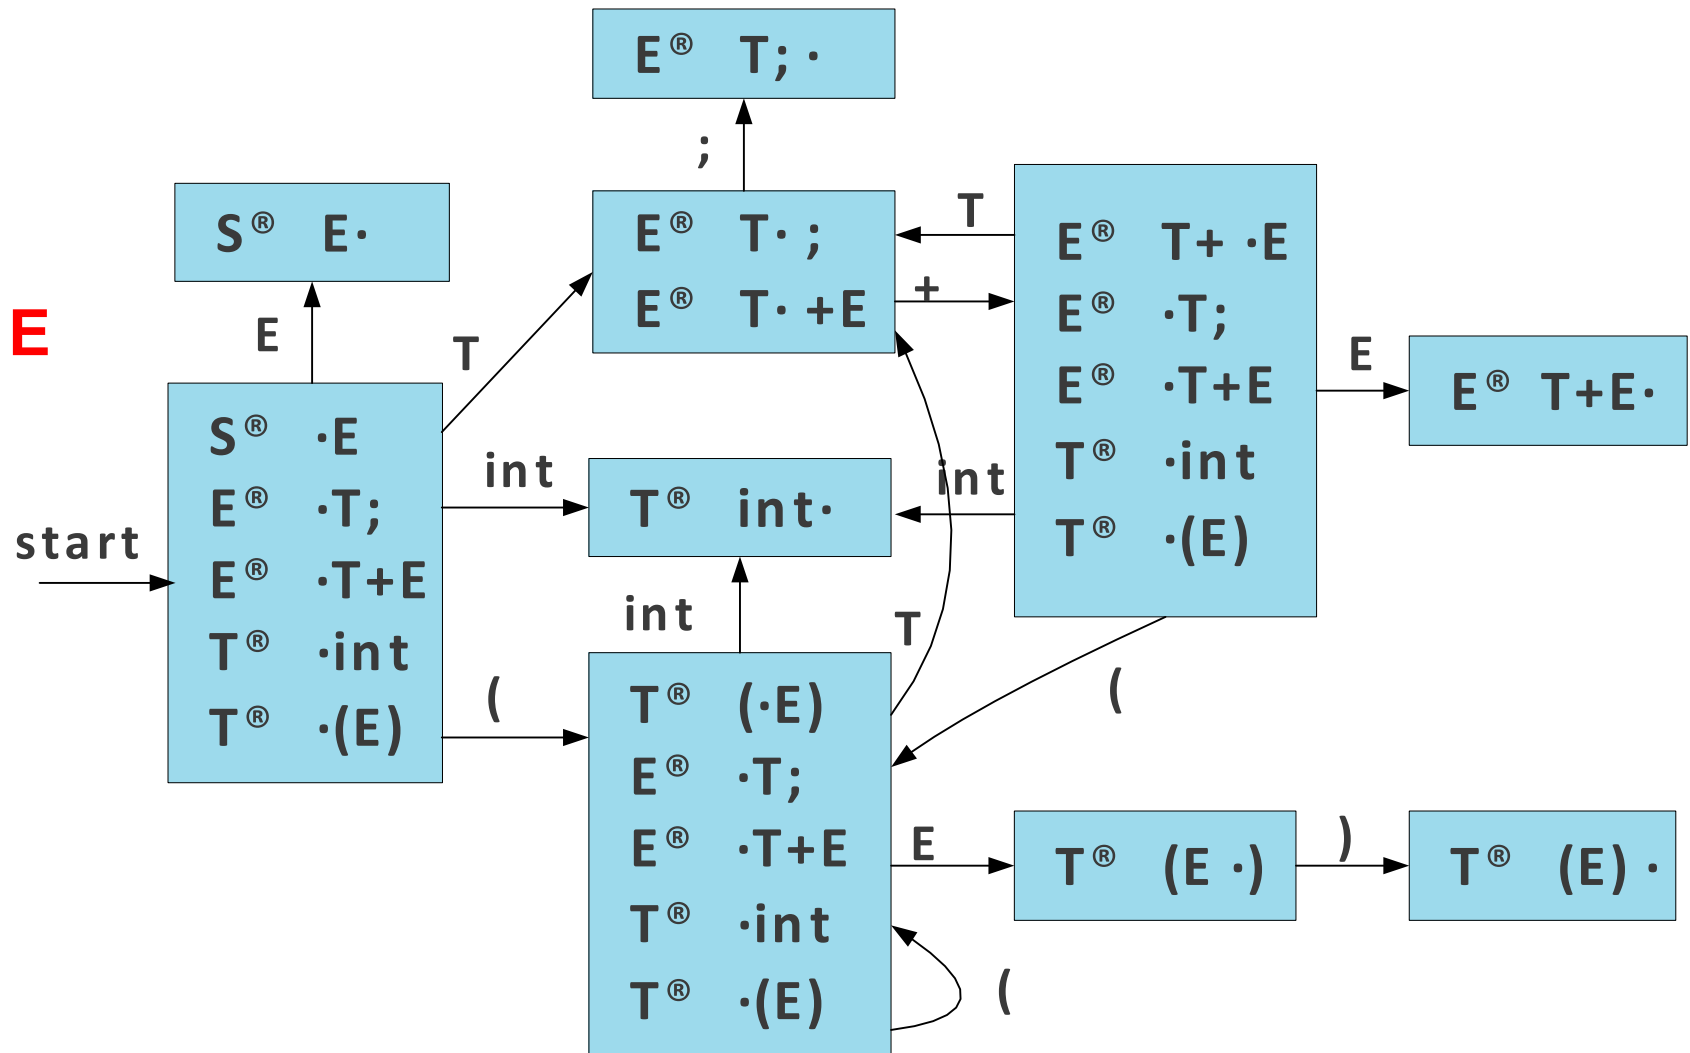 E® T;·
;
S® E·
E® T·;
E® T·+E
T
+
E® T+ ·E
E® ·T;
E® ·T+E
T® ·int
T® ·(E)
E
E® T+E·
E
E
T
start
S® ·E
E® ·T;
E® ·T+E
T® ·int
T® ·(E)
int
T® int·
int
int
T
(
(
T® (·E)
E® ·T;
E® ·T+E
T® ·int
T® ·(E)
E
T® (E ·)
)
T® (E) ·
(